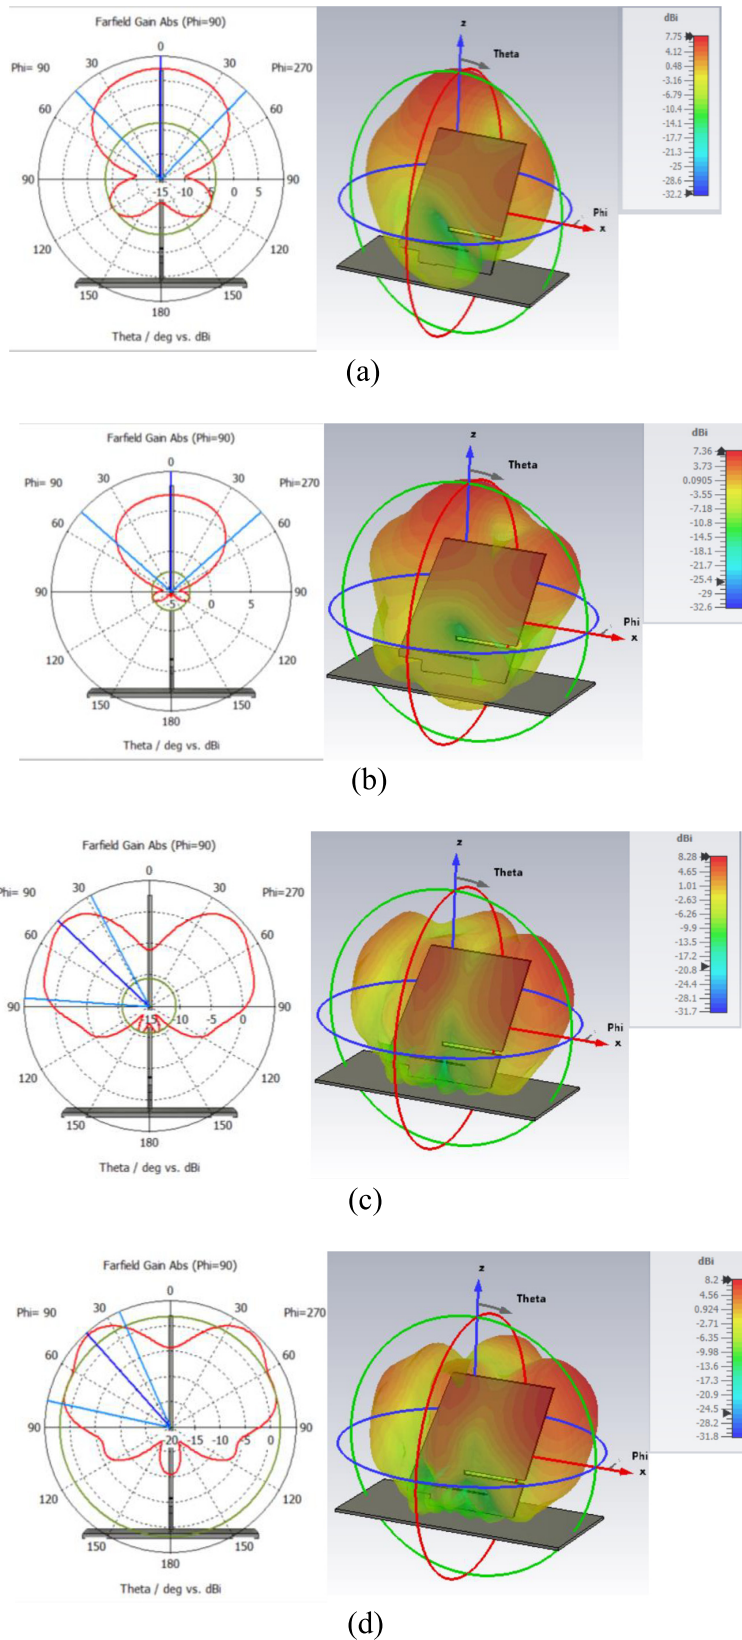 Farfield Gain Abs (Phi=90)
Phi= 90 30 0 30 Phi=270
60 60
90 -15 -10 -5 0 5 90
120 120
150 180 150
Theta / deg vs. dBi
z
Theta
Phi
x
dBi
7.75
4.12
0.48
-3.16
-6.79
-10.4
-14.1
-17.7
-21.3
-25
-28.6
-32.2
(a)
Farfield Gain Abs (Phi=90)
Phi= 90 30 0 30 Phi=270
60 60
90 -5 0 5 90
120 120
150 180 150
Theta / deg vs. dBi
z
Theta
Phi
x
dBi
7.36
3.73
0.0905
-3.55
-7.18
-10.8
-14.5
-18.1
-21.7
-25.4
-29
-32.6
(b)
Farfield Gain Abs (Phi=90)
Phi= 90 30 0 30 Phi=270
60 60
90 -15 -10 -5 0 90
120 120
150 180 150
Theta / deg vs. dBi
z
Theta
Phi
x
dBi
8.28
4.65
1.01
-2.63
-6.26
-9.9
-13.5
-17.2
-20.8
-24.4
-28.1
-31.7
(c)
Farfield Gain Abs (Phi=90)
Phi= 90 30 0 30 Phi=270
60 60
90 -20 -15 -10 -5 0 90
120 120
150 180 150
Theta / deg vs. dBi
z
Theta
Phi
x
dBi
8.2
4.56
0.924
-2.71
-6.35
-9.98
-13.6
-17.3
-20.9
-24.5
-28.2
-31.8
(d)